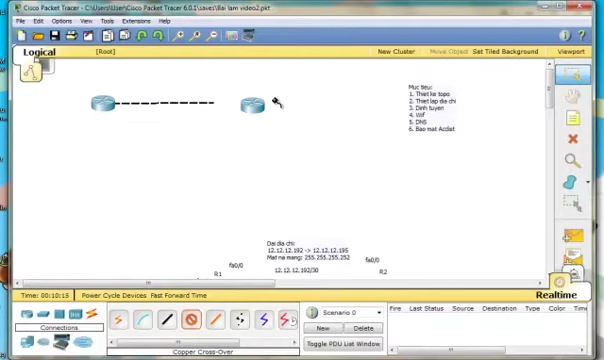 Cisco Packet Tracer - C:\Users\User\Cisco Packet Tracer 6.0.1\saves\Bai lam video2.pkt
File Edit Options View Tools Extensions Help
Logical [Root] New Cluster Move Object Set Tiled Background Viewport
Muc tieu:
1. Thiet ke topo
2. Thiet lap dia chi
3. Dinh tuyen
4. Wif
5. DNS
6. Bao mat Acclist
Dai dia chi:
12.12.12.192 -> 12.12.12.195
Mat na mang: 255.255.255.252
fa0/0
fa0/0
12.12.12.192/30
R1
R2
Time: 00:10:15 Power Cycle Devices Fast Forward Time Realtime
Scenario 0
Fire Last Status Source Destination Type Color
New Delete
Connections
Toggle PDU List Window
Copper Cross-Over